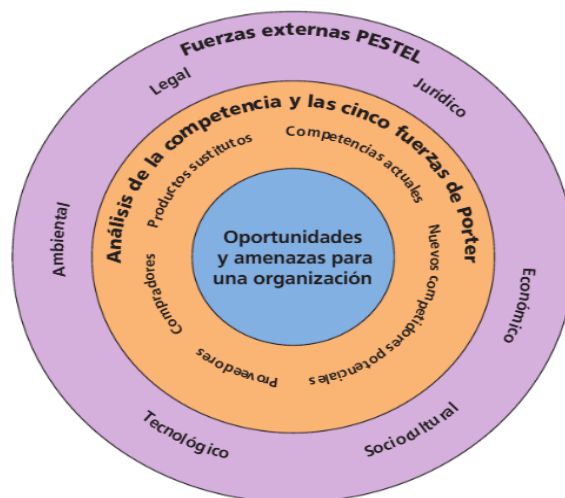 Fuerzas externas PESTEL
Legal
Jurídico
Económico
Sociocultural
Tecnológico
Ambiental
Análisis de la competencia y las cinco fuerzas de Porter
Productos sustitutos
Competencias actuales
Nuevos competidores potenciales
Proveedores
Compradores
Oportunidades
y amenazas para
una organización